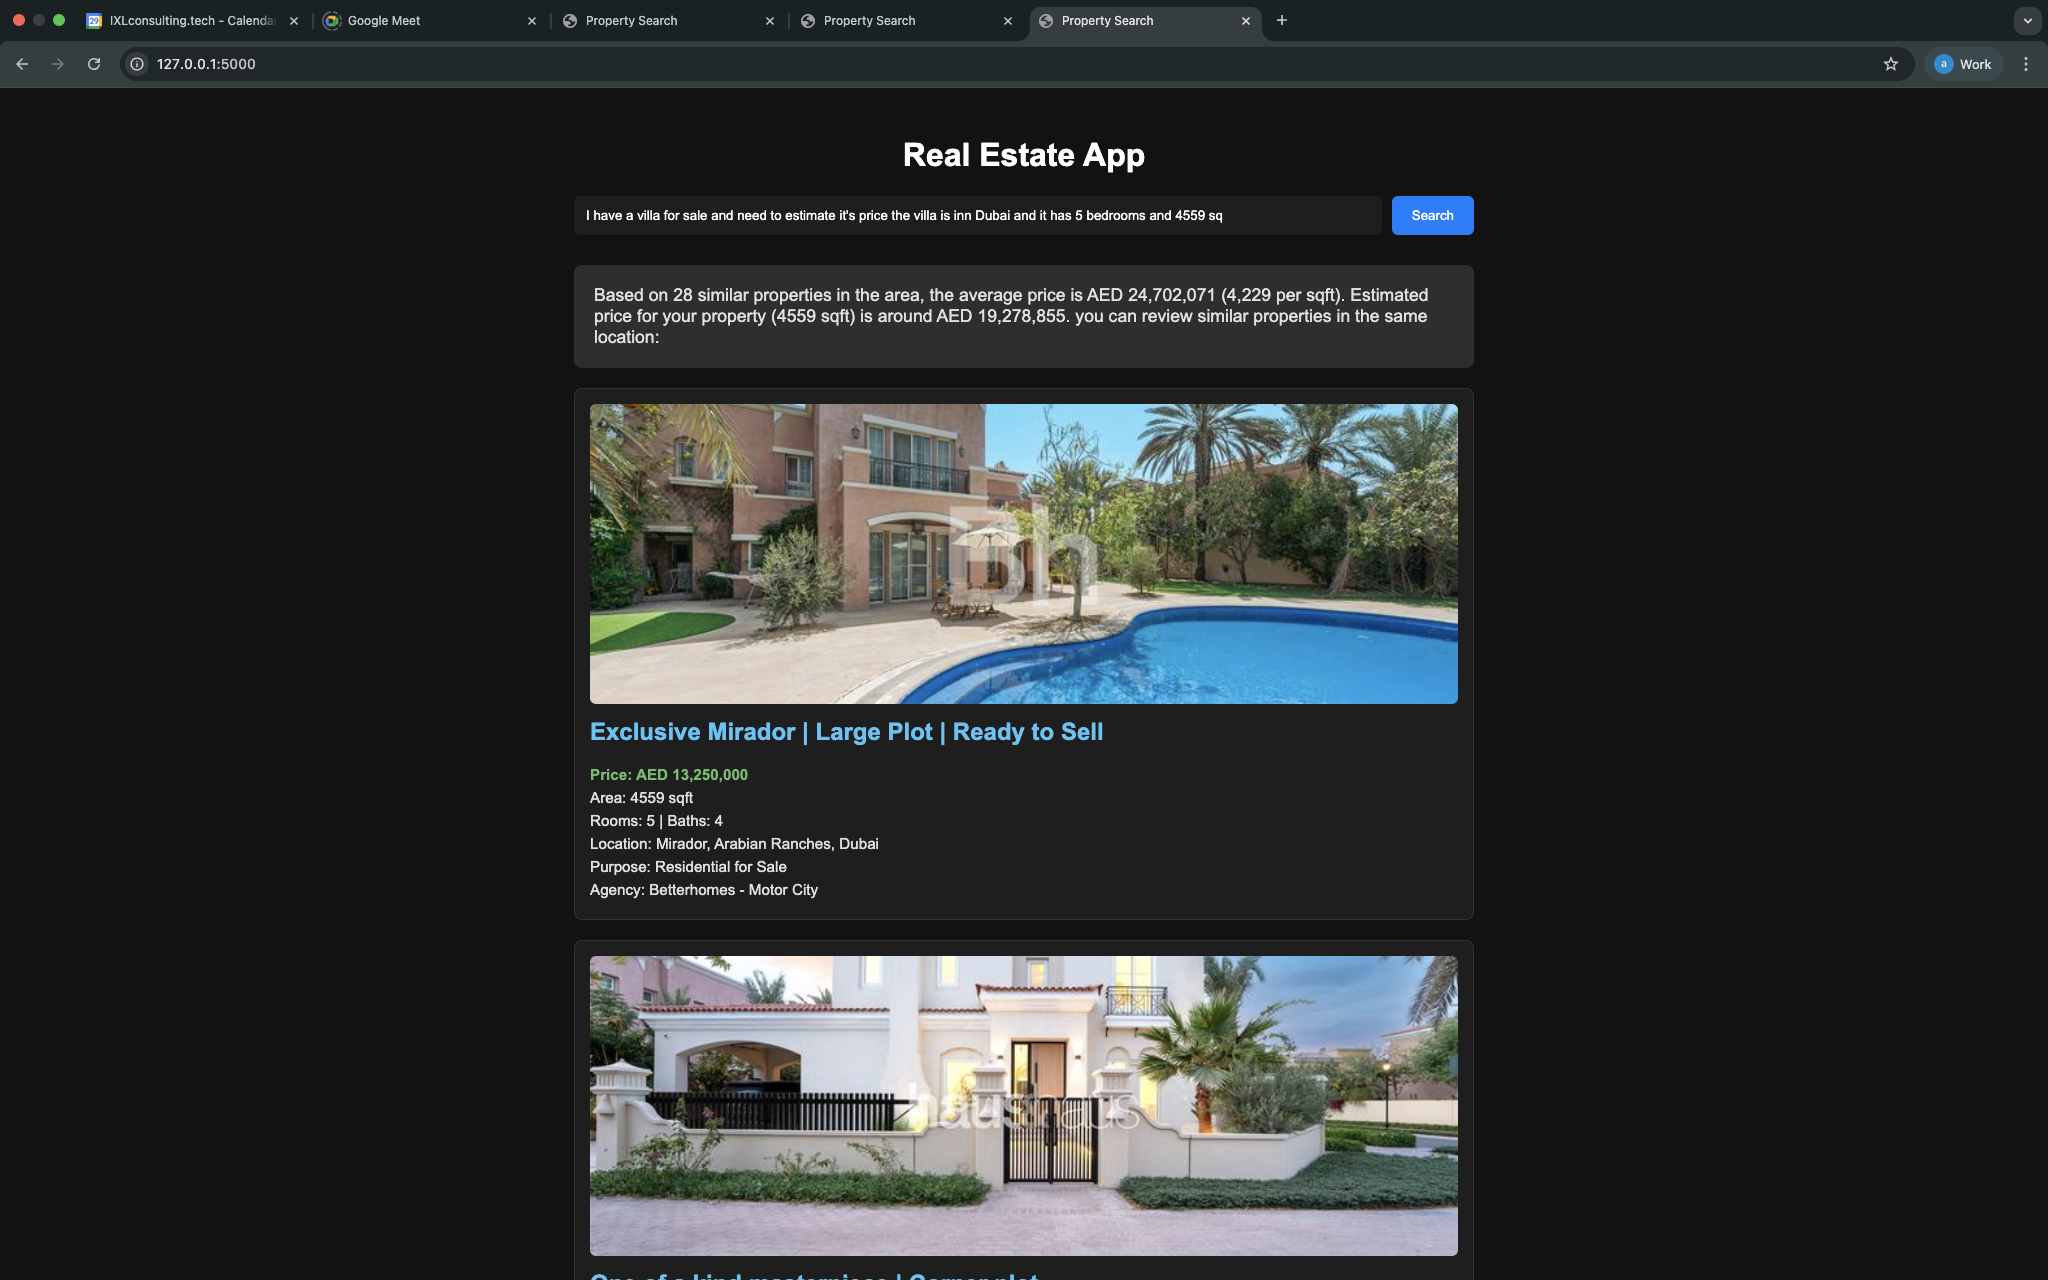 IXLconsulting.tech - Calenda
Google Meet
Property Search
Property Search
Property Search
127.0.0.1:5000
a
Work
Real Estate App
I have a villa for sale and need to estimate it's price the villa is inn Dubai and it has 5 bedrooms and 4559 sq
Search
Based on 28 similar properties in the area, the average price is AED 24,702,071 (4,229 per sqft). Estimated
price for your property (4559 sqft) is around AED 19,278,855. you can review similar properties in the same
location:
Bh
Exclusive Mirador | Large Plot | Ready to Sell
Price: AED 13,250,000
Area: 4559 sqft
Rooms: 5 | Baths: 4
Location: Mirador, Arabian Ranches, Dubai
Purpose: Residential for Sale
Agency: Betterhomes - Motor City
haus haus
One of a kind masterpiece | Corner plot